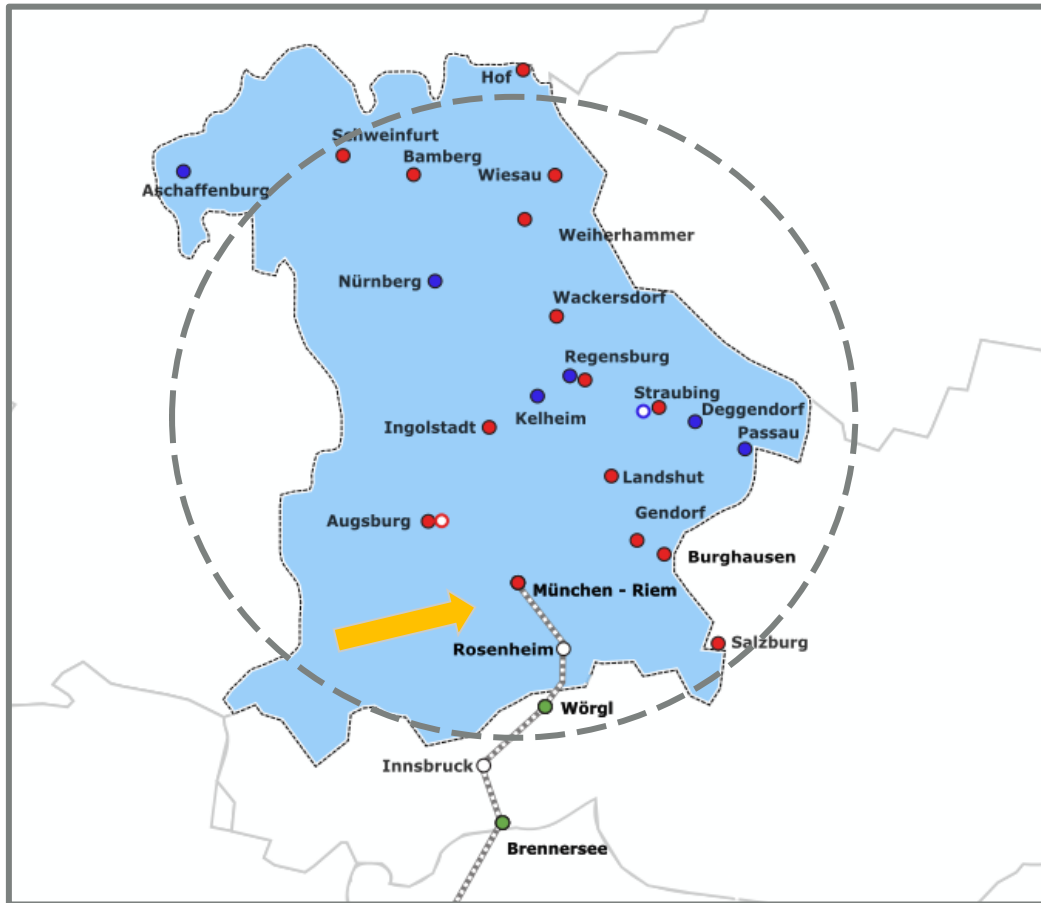 Hof
Schweinfurt
Bamberg
Wiesau
Aschaffenburg
Weiherhammer
Nürnberg
Wackersdorf
Regensburg
Straubing
Deggendorf
Kelheim
Ingolstadt
Passau
Landshut
Gendorf
Augsburg
Burghausen
München - Riem
Salzburg
Rosenheim
Wörgl
Innsbruck
Brennersee